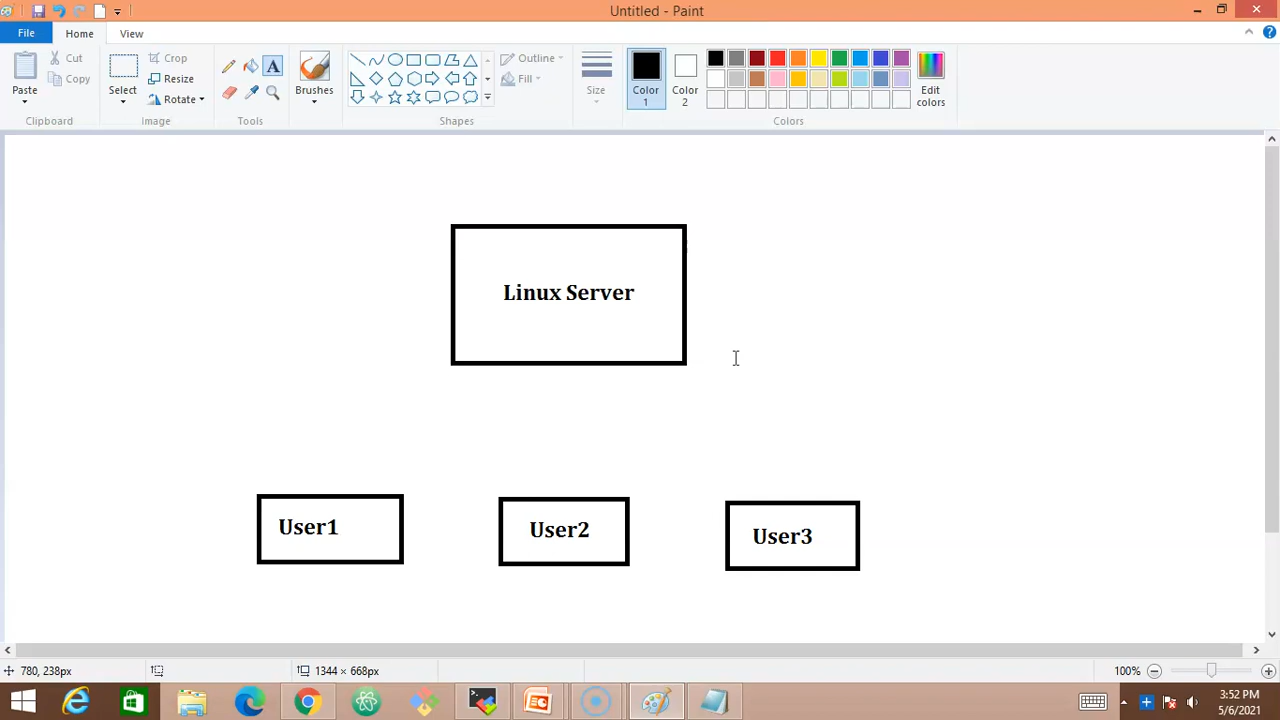 Untitled - Paint
File
Home
View
Paste
Cut
Copy
Clipboard
Select
Crop
Resize
Rotate
Image
A
Tools
Brushes
Outline
Fill
Shapes
Size
Color
1
Color
2
Edit
colors
Colors
Linux Server
User1
User2
User3
780, 238px
1344 × 668px
100%
3:52 PM
5/6/2021